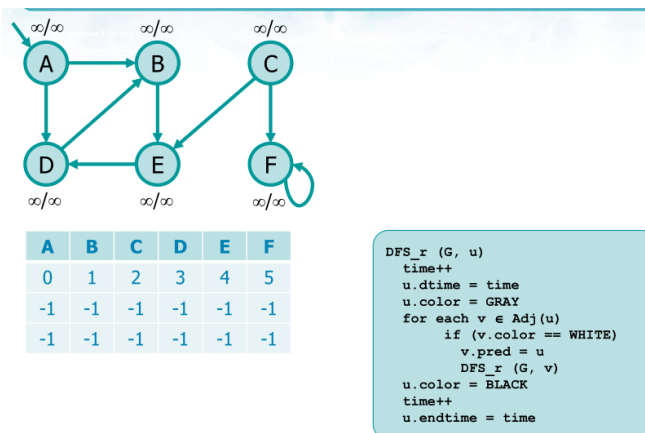 ∞/∞ ∞/∞ ∞/∞
A B C
D E F
∞/∞ ∞/∞ ∞/∞
A B C D E F
0 1 2 3 4 5
-1 -1 -1 -1 -1 -1
-1 -1 -1 -1 -1 -1
DFS_r (G, u)
time++
u.dtime = time
u.color = GRAY
for each v ∈ Adj(u)
if (v.color == WHITE)
v.pred = u
DFS_r (G, v)
u.color = BLACK
time++
u.endtime = time